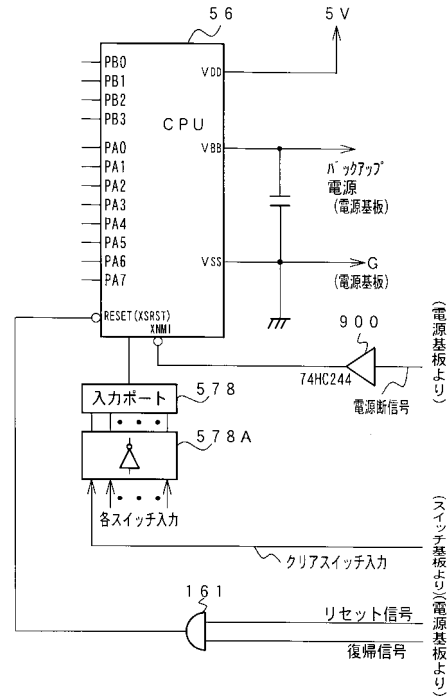 56
5V
PB0
PB1
PB2
PB3
PA0
PA1
PA2
PA3
PA4
PA5
PA6
PA7
CPU
VDD
VBB
VSS
RESET(XSRST)
XNMI
バックアップ
電源
(電源基板)
G
(電源基板)
900
74HC244
電源断信号
(電源基板より)
入力ポート
578
578A
各スイッチ入力
クリアスイッチ入力
(スイッチ基板より)
161
リセット信号
復帰信号
(電源基板より)